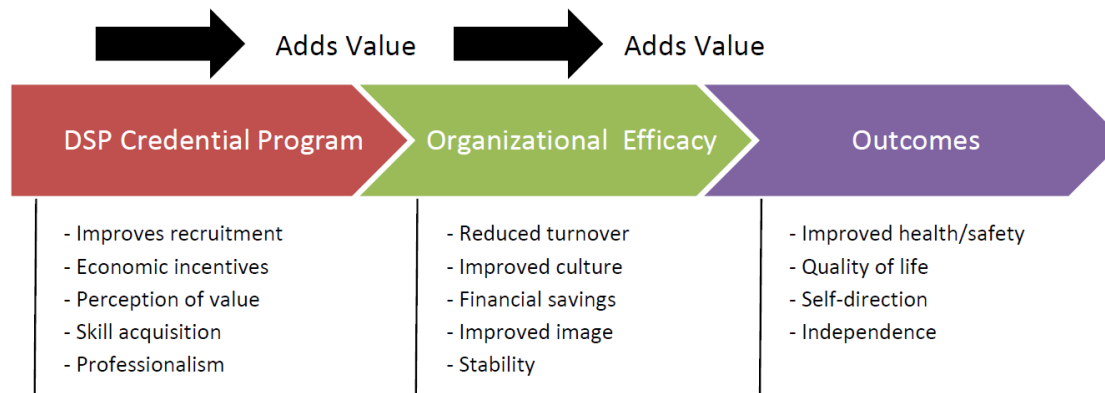 Adds Value
Adds Value
DSP Credential Program
Organizational Efficacy
Outcomes
- Improves recruitment
- Economic incentives
- Perception of value
- Skill acquisition
- Professionalism
- Reduced turnover
- Improved culture
- Financial savings
- Improved image
- Stability
- Improved health/safety
- Quality of life
- Self-direction
- Independence